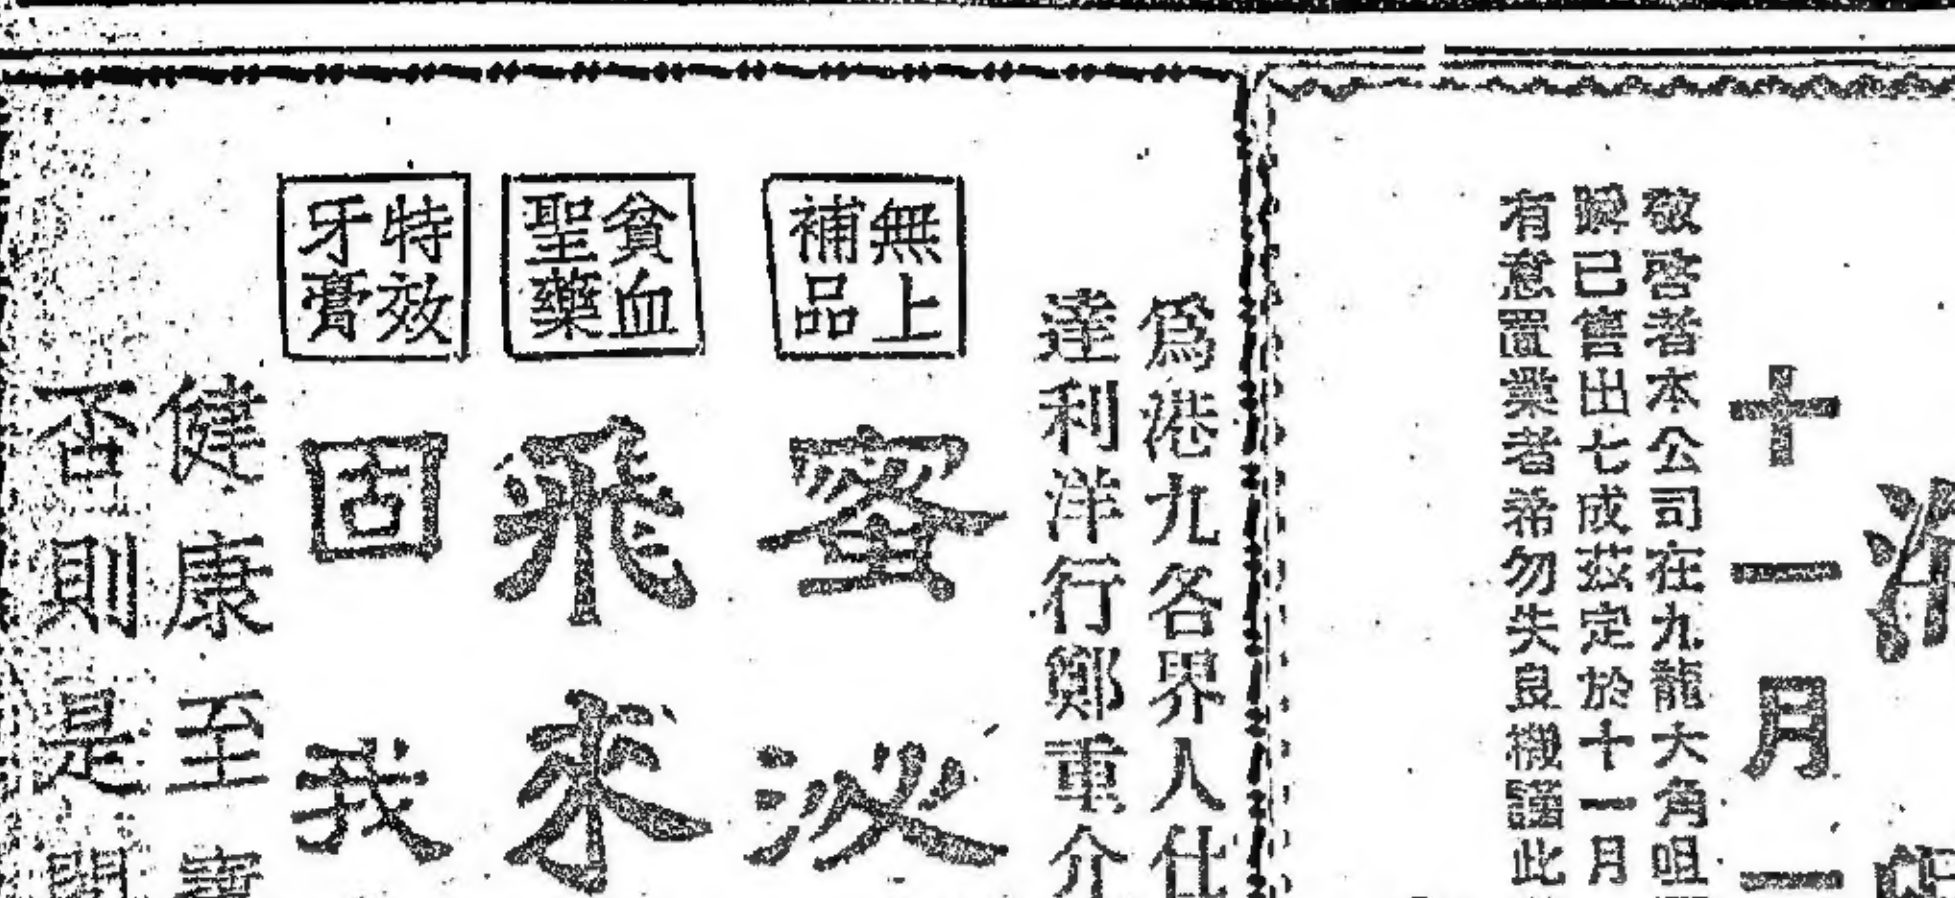 十一月
敬啓者本公司在九龍大角咀
已售出七成茲定於十一月
有意置業者希勿失良機謹此
爲港九各界人仕
達利洋行鄭重介
無上
補品
蜜泌
貧血
聖藥
飛來
特效
牙膏
固我
健康至
否則是